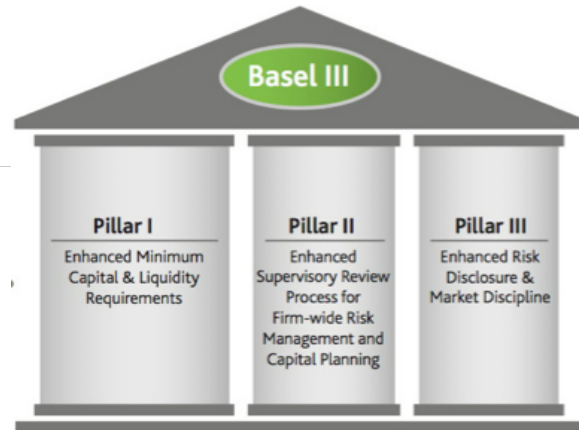 Basel III
Pillar I
Enhanced Minimum
Capital & Liquidity
Requirements
Pillar II
Enhanced
Supervisory Review
Process for
Firm-wide Risk
Management and
Capital Planning
Pillar III
Enhanced Risk
Disclosure &
Market Discipline